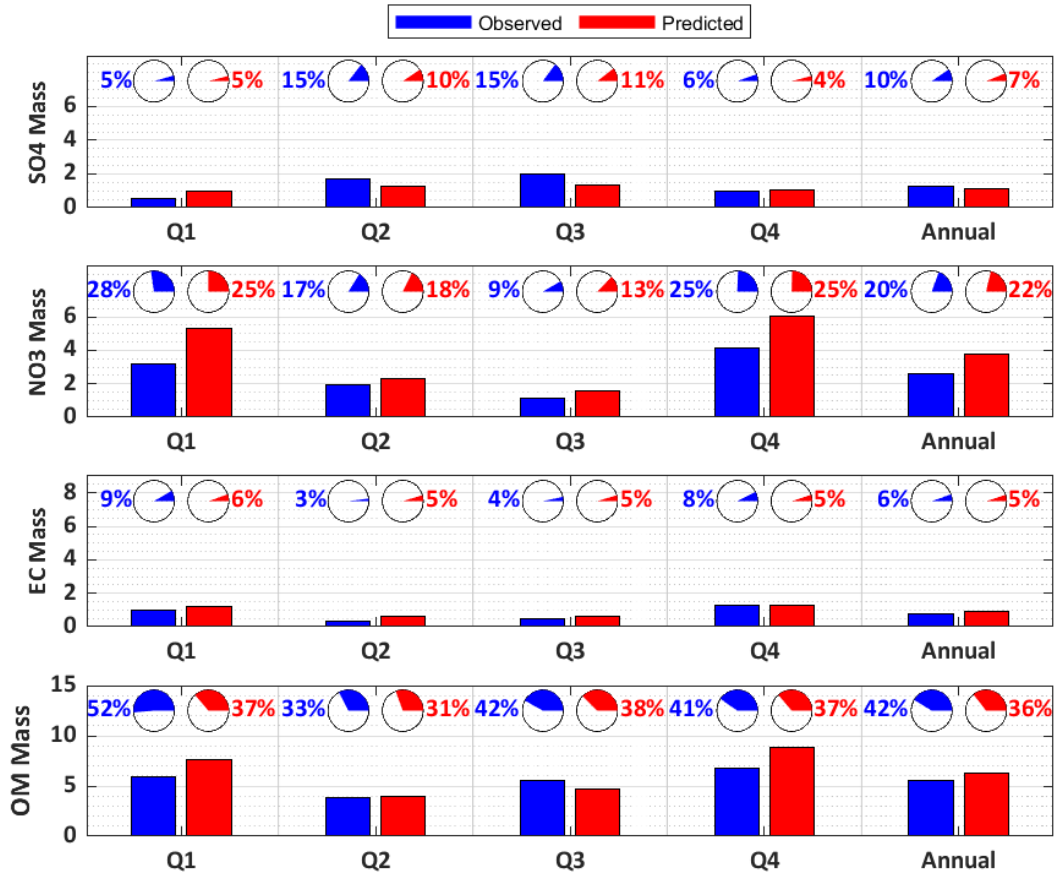 Observed Predicted
5% 5% 15% 10% 15% 11% 6% 4% 10% 7%
SO4 Mass
6
4
2
0
Q1 Q2 Q3 Q4 Annual
28% 25% 17% 18% 9% 13% 25% 25% 20% 22%
NO3 Mass
6
4
2
0
Q1 Q2 Q3 Q4 Annual
8
9% 6% 3% 5% 4% 5% 8% 5% 6% 5%
EC Mass
6
4
2
0
Q1 Q2 Q3 Q4 Annual
15
52% 37% 33% 31% 42% 38% 41% 37% 42% 36%
OM Mass
10
5
0
Q1 Q2 Q3 Q4 Annual